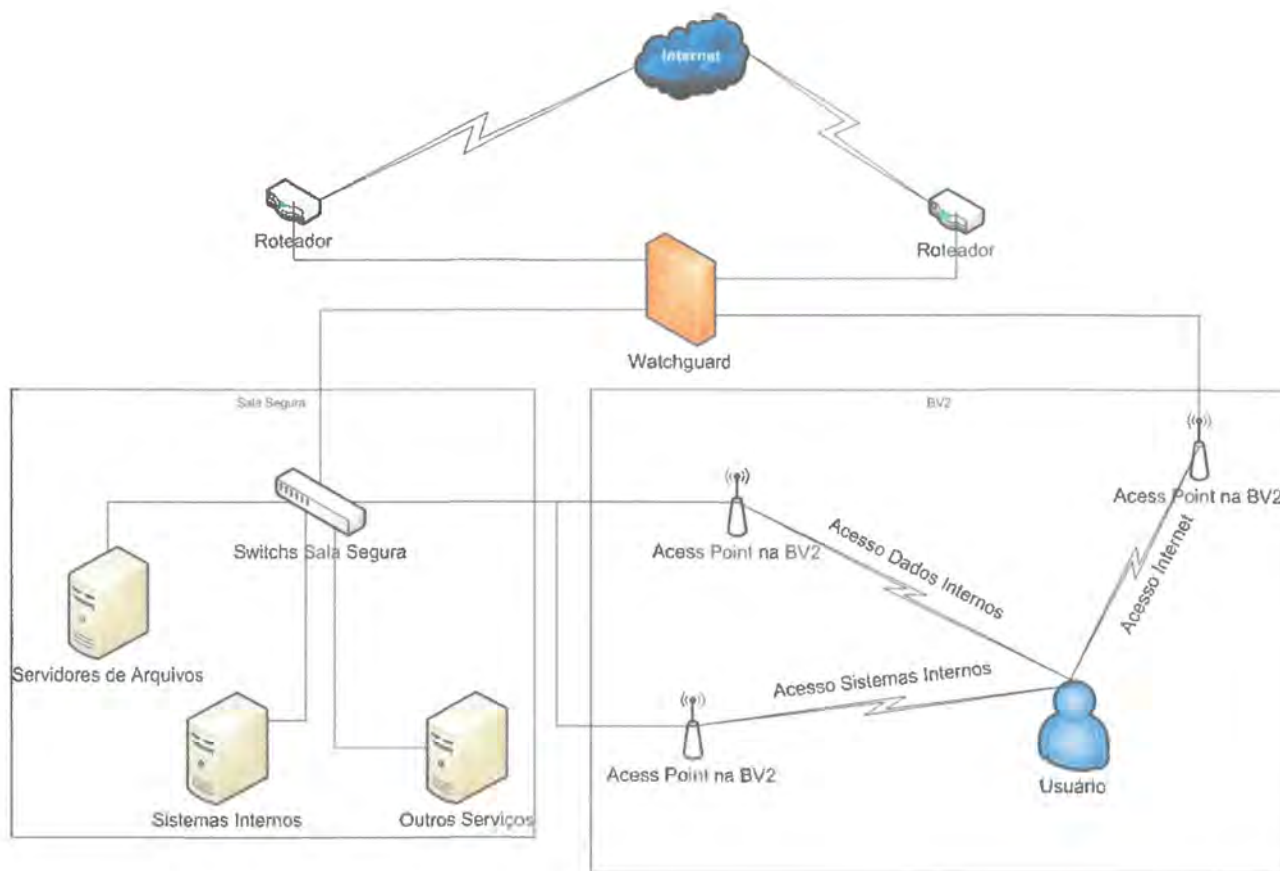 Internet
Roteador
Roteador
Watchguard
Sala Segura
BV2
Switchs Sala Segura
Acess Point na BV2
Acess Point na BV2
Acesso Dados Internos
Acesso Internet
Servidores de Arquivos
Acesso Sistemas Internos
Acess Point na BV2
Usuário
Sistemas Internos
Outros Serviços